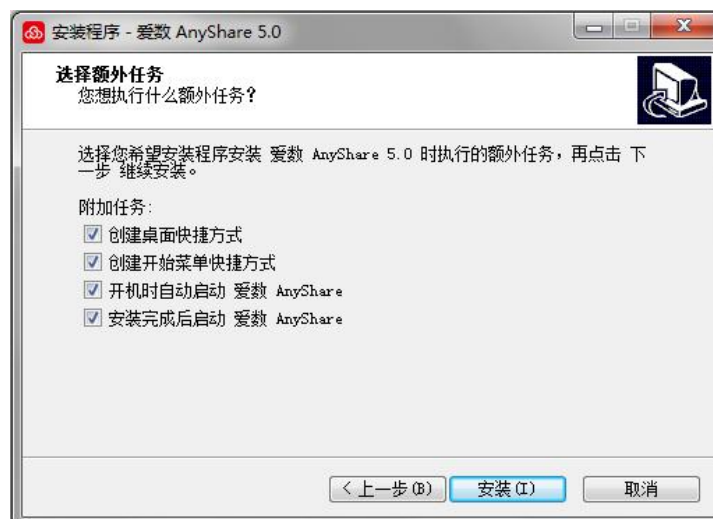 安装程序 - 爱数 AnyShare 5.0
选择额外任务
您想执行什么额外任务?
选择您希望安装程序安装 爱数 AnyShare 5.0 时执行的额外任务，再点击 下
一步 继续安装。
附加任务:
创建桌面快捷方式
创建开始菜单快捷方式
开机时自动启动 爱数 AnyShare
安装完成后启动 爱数 AnyShare
< 上一步(B) 安装(I) 取消